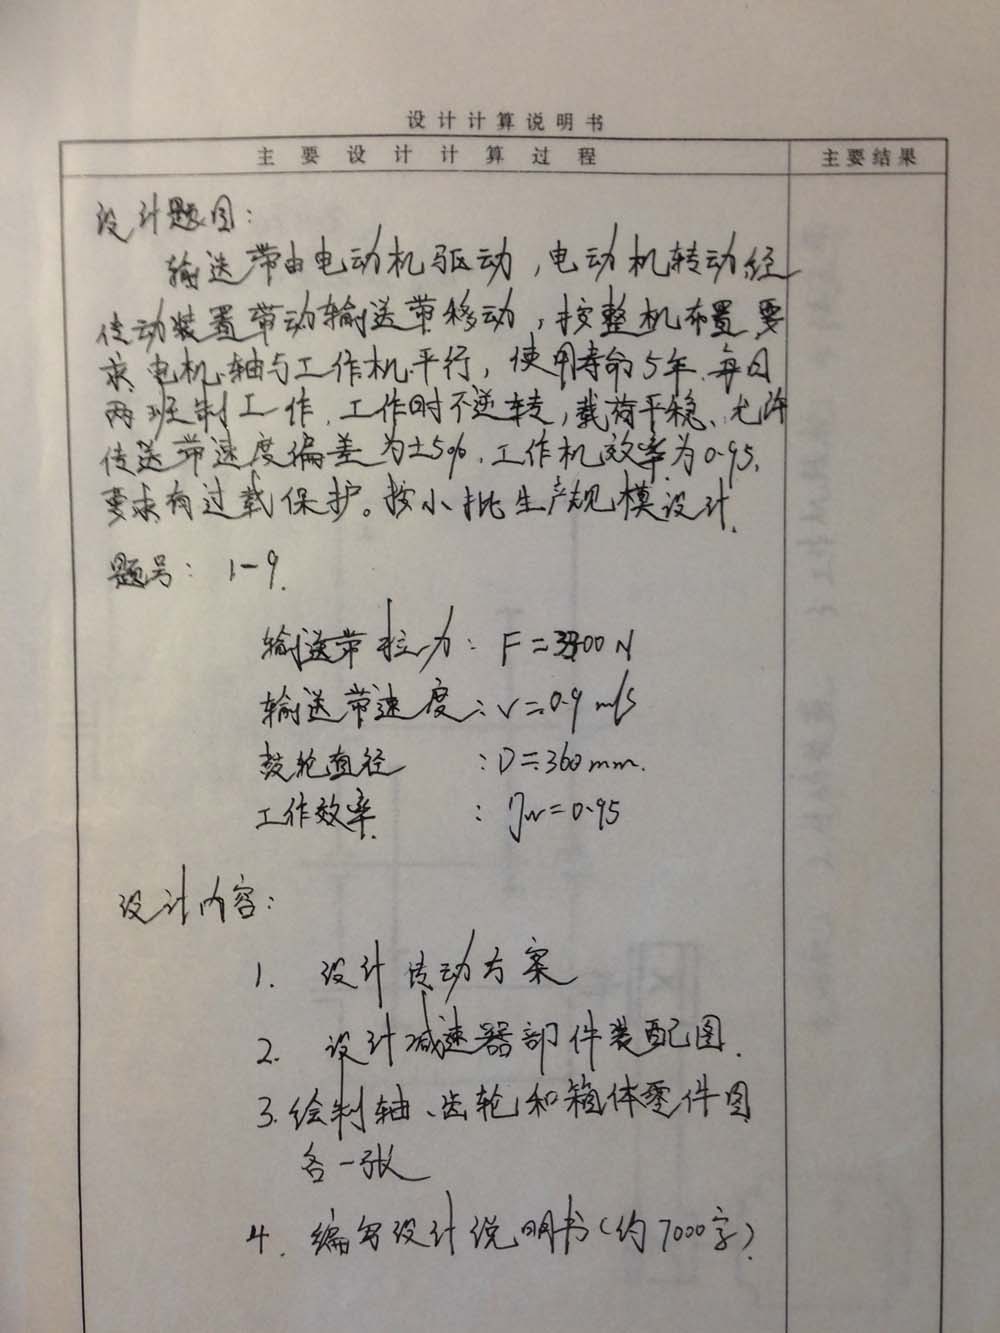 设计计算说明书
主要设计计算过程
主要结果
设计题图:
输送带由电动机驱动,电动机转动经
传动装置带动输送带移动,按整机布置要
求,电机轴与工作机平行,使用寿命5年,每日
两班制工作,工作时不逆转,载荷平稳、允许
传送带速度偏差为±5%,工作机效率为0.95,
要求有过载保护。按小批生产规模设计.
题号: 1-9.
输送带拉力: F=00N
输送带速度: v=0.9 m/s
鼓轮直径 : D=360mm.
工作效率 : ηw=0.95
设计内容:
1. 设计传动方案
2. 设计减速器部件装配图.
3. 绘制轴、齿轮和箱体零件图
各一张
4. 编写设计说明书(约7000字)